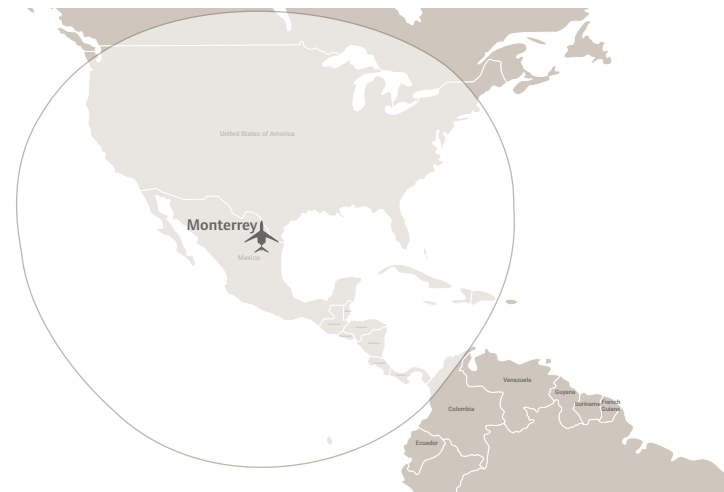 United States of America
Monterrey
Mexico
Venezuela
Guyana
Suriname
French
Guiana
Colombia
Ecuador